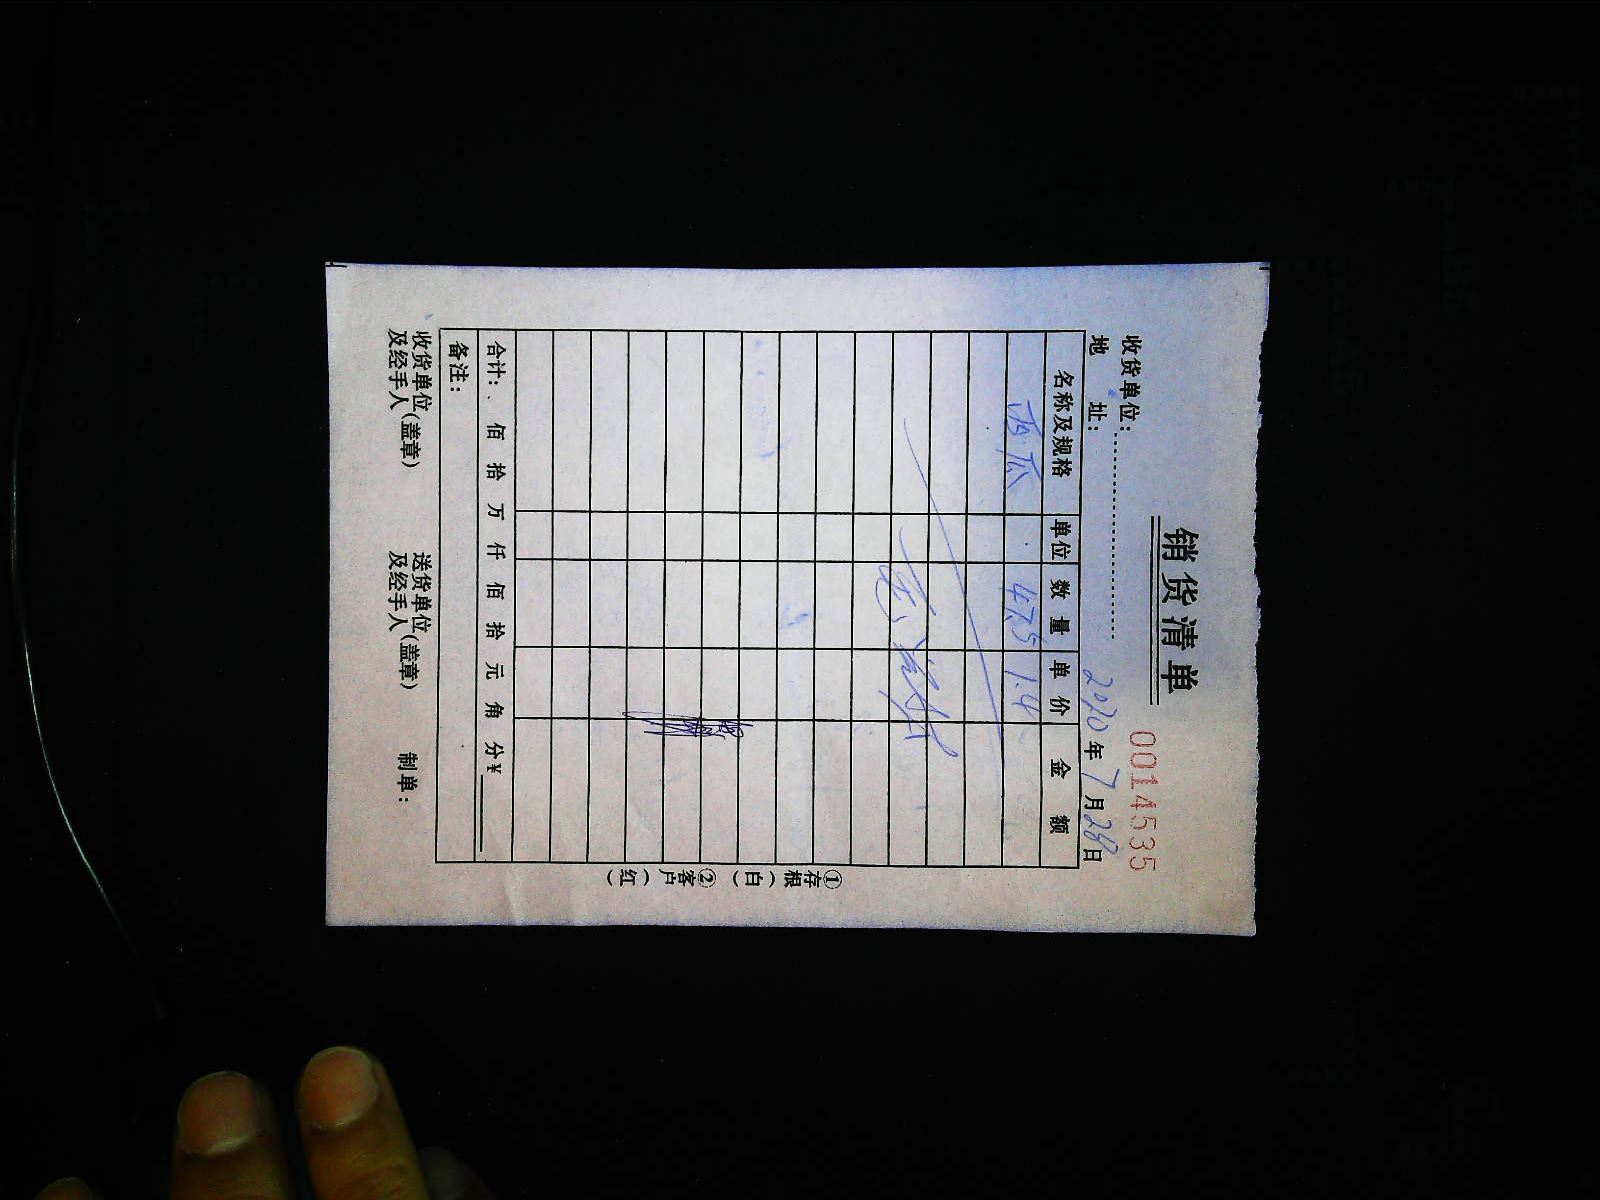 销货清单
0014535
收货单位：
2020年7月28日
地 址：
名称及规格 单位 数量 单价 金额
西瓜 475 1.4
合计： 佰 拾 万 仟 佰 拾 元 角 分￥
备注：
收货单位(盖章) 送货单位(盖章) 制单：
及经手人 及经手人
①存根（白） ②客户（红）